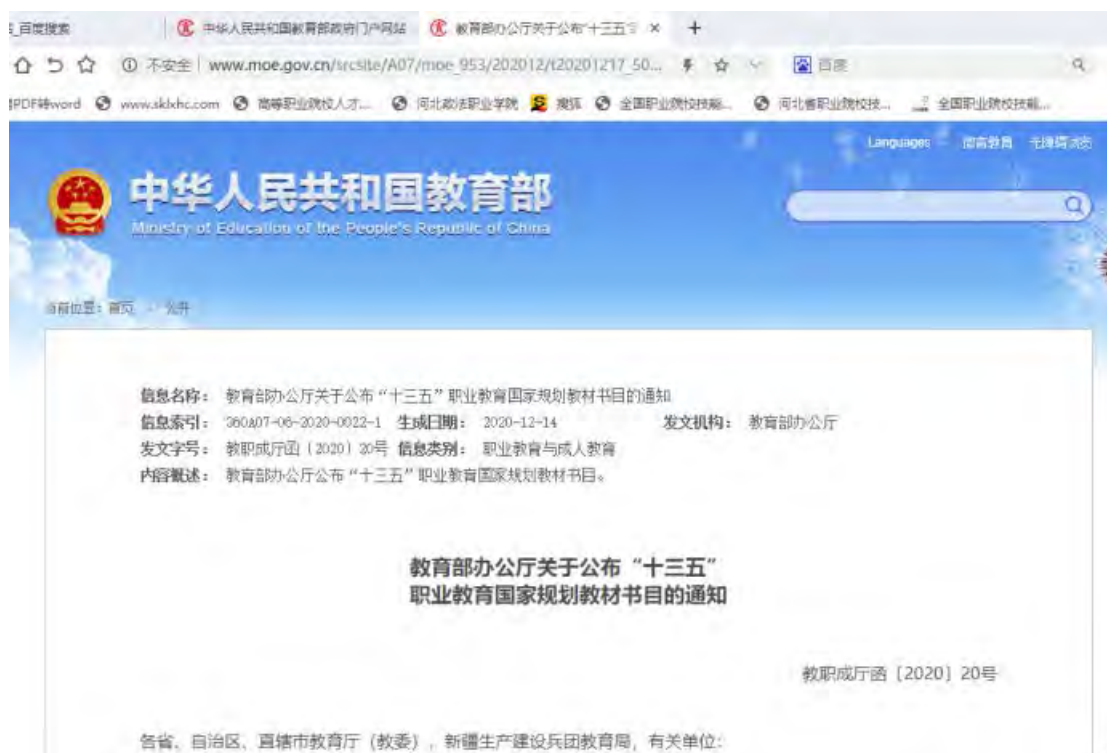 百度搜索 中华人民共和国教育部政府门户网站 教育部办公厅关于公布"十三五 × +
不安全 www.moe.gov.cn/srcsite/A07/moe_953/202012/t20201217_50... 百度
PDF转word www.sklxhc.com 高等职业院校人才... 河北政法职业学院 搜狐 全国职业院校技能... 河北省职业院校技... 全国职业院校技能...
Languages
中华人民共和国教育部
Ministry of Education of the People's Republic of China
当前位置：首页 公开
信息名称： 教育部办公厅关于公布“十三五”职业教育国家规划教材书目的通知
信息索引： 360A07-06-2020-0022-1 生成日期： 2020-12-14 发文机构： 教育部办公厅
发文字号： 教职成厅函〔2020〕20号 信息类别： 职业教育与成人教育
内容概述： 教育部办公厅公布“十三五”职业教育国家规划教材书目。
教育部办公厅关于公布“十三五”
职业教育国家规划教材书目的通知
教职成厅函〔2020〕20号
各省、自治区、直辖市教育厅（教委），新疆生产建设兵团教育局，有关单位：